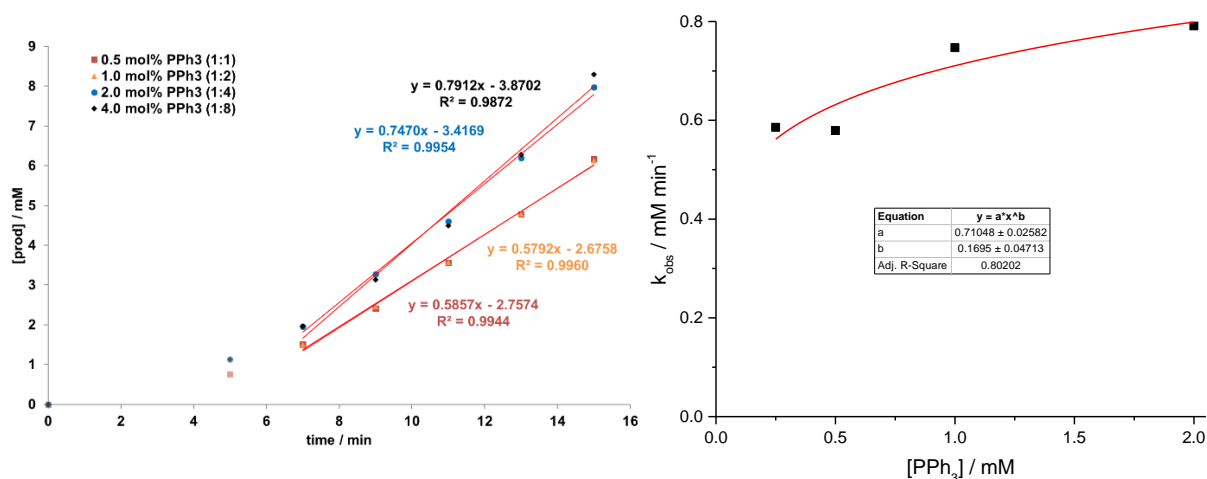 9
8
7
6
5
4
3
2
1
0
[prod] / mM
0.5 mol% PPh3 (1:1)
1.0 mol% PPh3 (1:2)
2.0 mol% PPh3 (1:4)
4.0 mol% PPh3 (1:8)
y = 0.7912x - 3.8702
R² = 0.9872
y = 0.7470x - 3.4169
R² = 0.9954
y = 0.5792x - 2.6758
R² = 0.9960
y = 0.5857x - 2.7574
R² = 0.9944
0 2 4 6 8 10 12 14 16
time / min
0.8
0.6
0.4
0.2
0.0
k_obs / mM min⁻¹
Equation y = a*x^b
a 0.71048 ± 0.02582
b 0.1695 ± 0.04713
Adj. R-Square 0.80202
0.0 0.5 1.0 1.5 2.0
[PPh₃] / mM